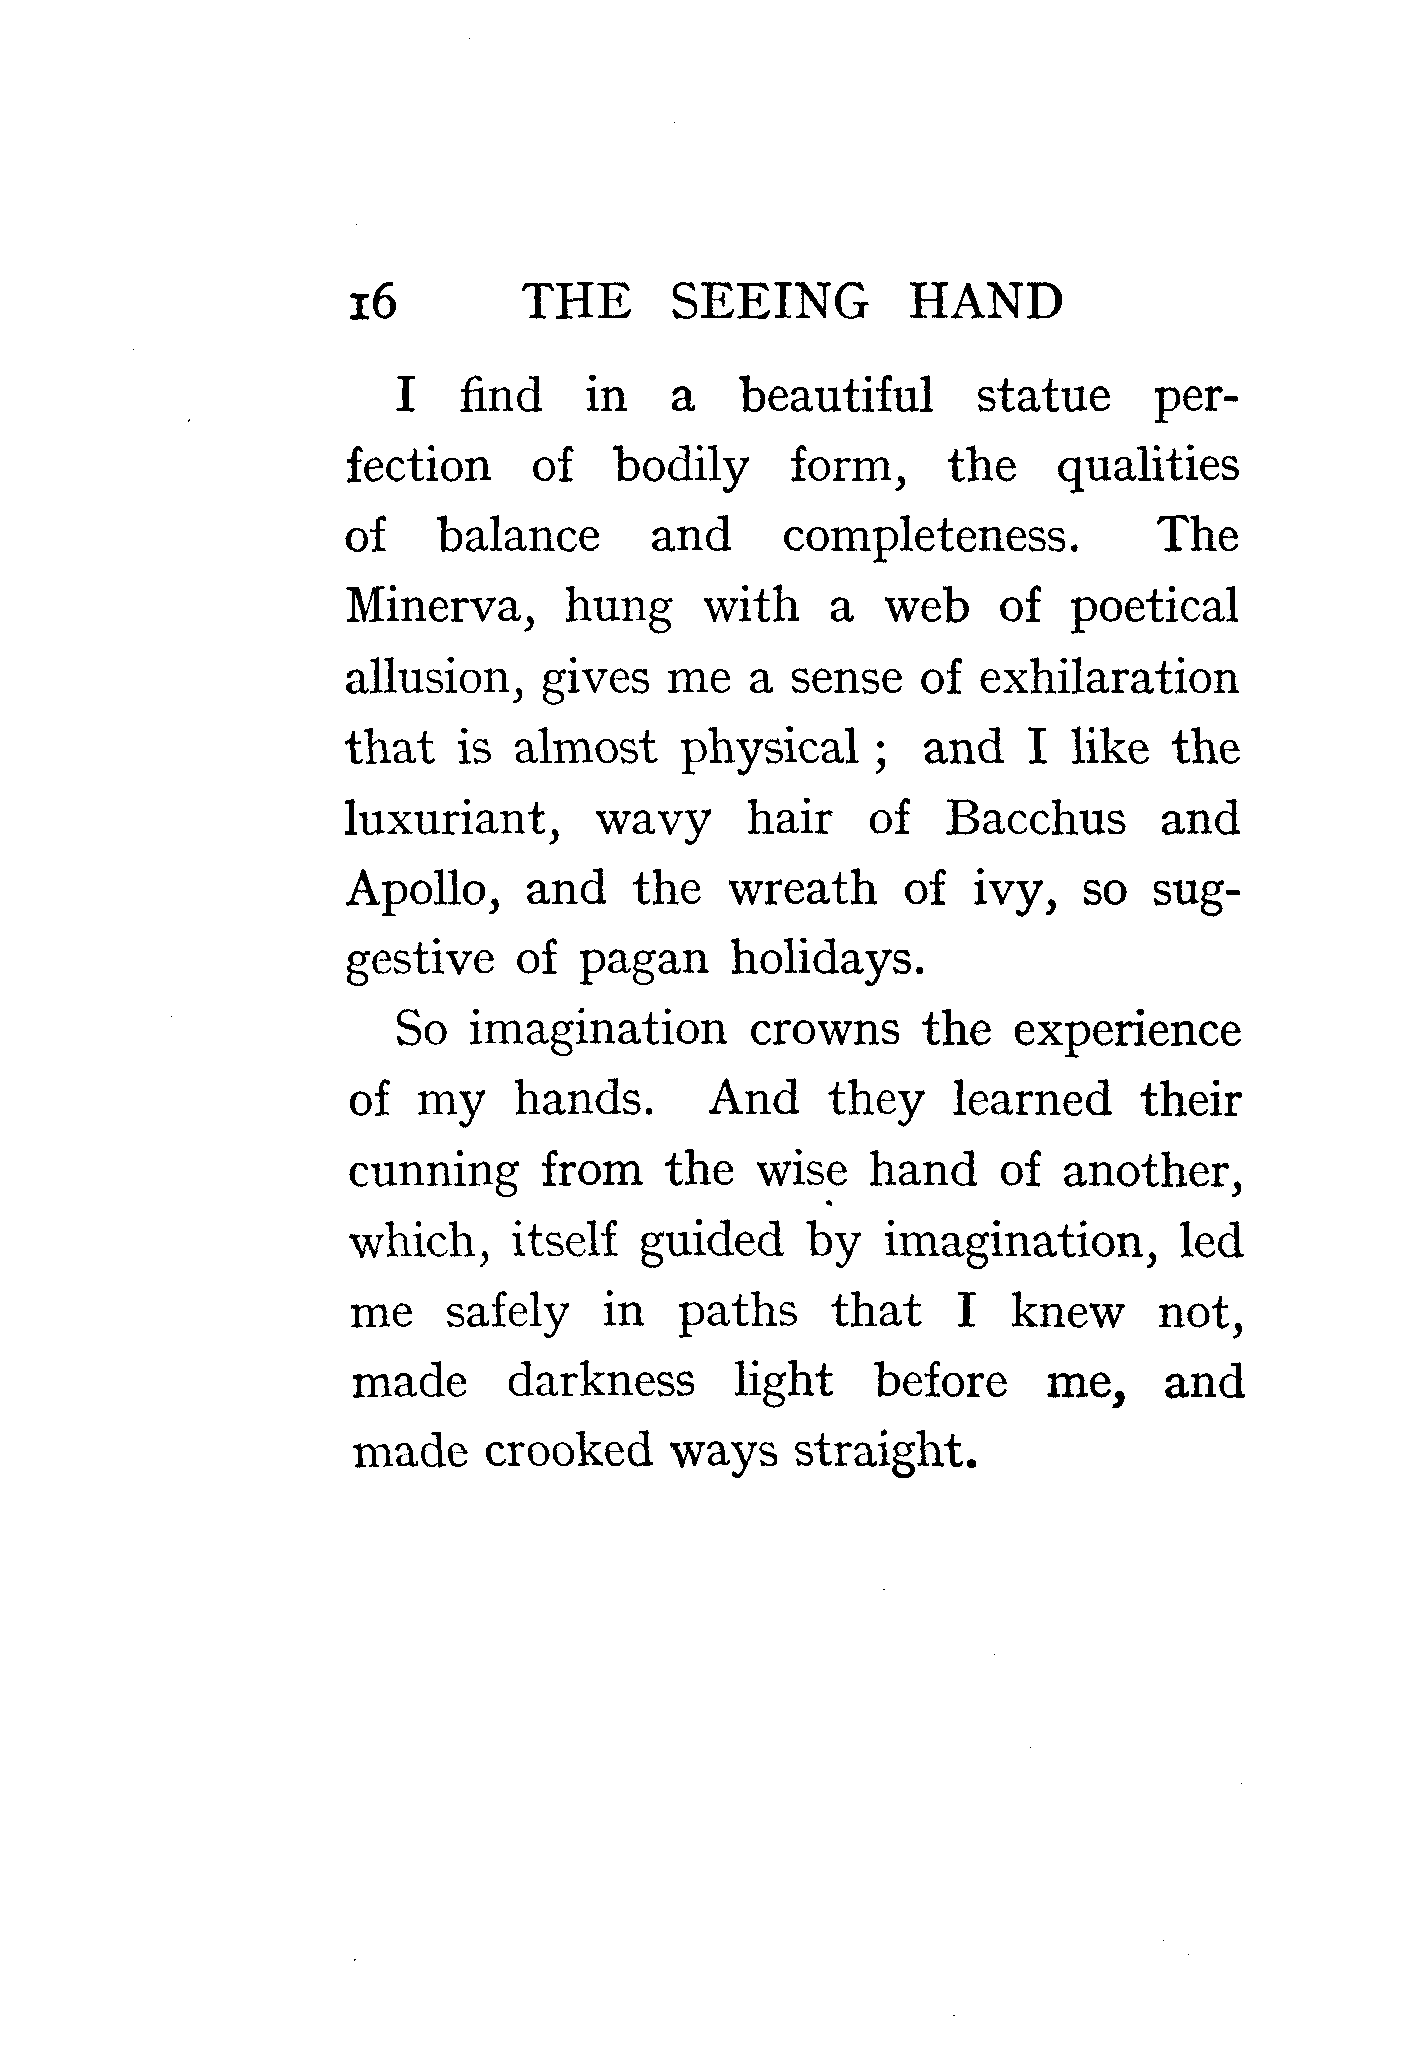 16 THE SEEING HAND
I find in a beautiful statue per-
fection of bodily form, the qualities
of balance and completeness. The
Minerva, hung with a web of poetical
allusion, gives me a sense of exhilaration
that is almost physical ; and I like the
luxuriant, wavy hair of Bacchus and
Apollo, and the wreath of ivy, so sug-
gestive of pagan holidays.
So imagination crowns the experience
of my hands. And they learned their
cunning from the wise hand of another,
which, itself guided by imagination, led
me safely in paths that I knew not,
made darkness light before me, and
made crooked ways straight.